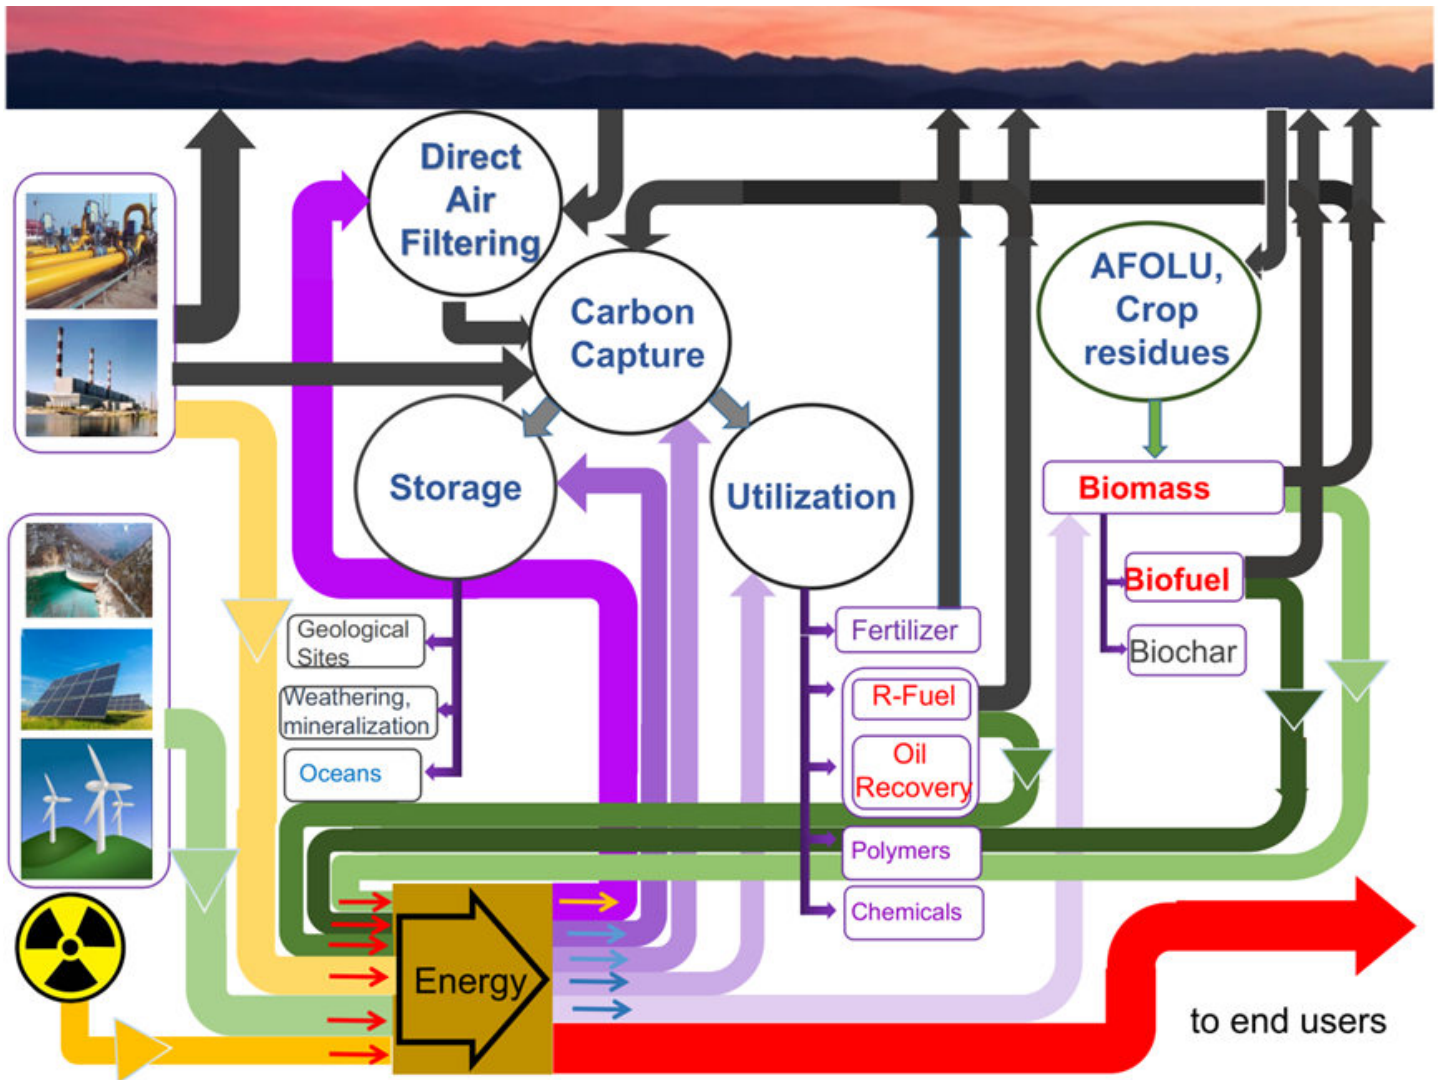 Direct
Air
Filtering
Carbon
Capture
AFOLU,
Crop
residues
Storage
Utilization
Biomass
Biofuel
Biochar
Geological
Sites
Weathering,
mineralization
Oceans
Fertilizer
R-Fuel
Oil
Recovery
Polymers
Chemicals
Energy
to end users